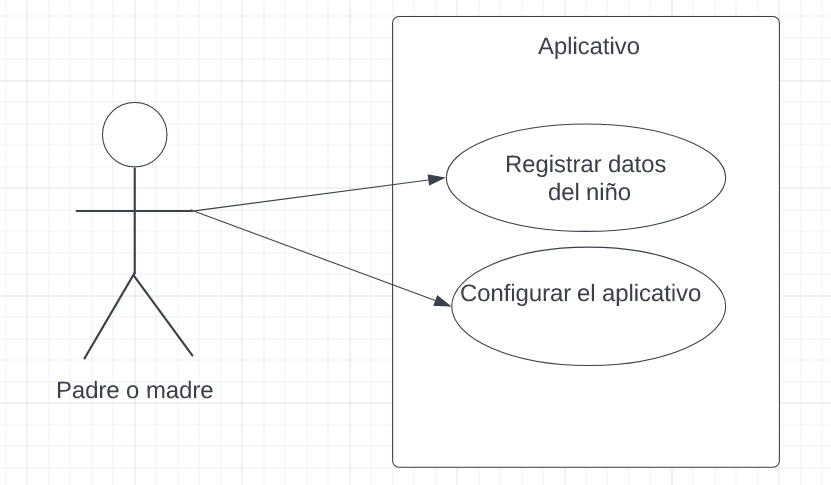 Aplicativo
Registrar datos
del niño
Configurar el aplicativo
Padre o madre